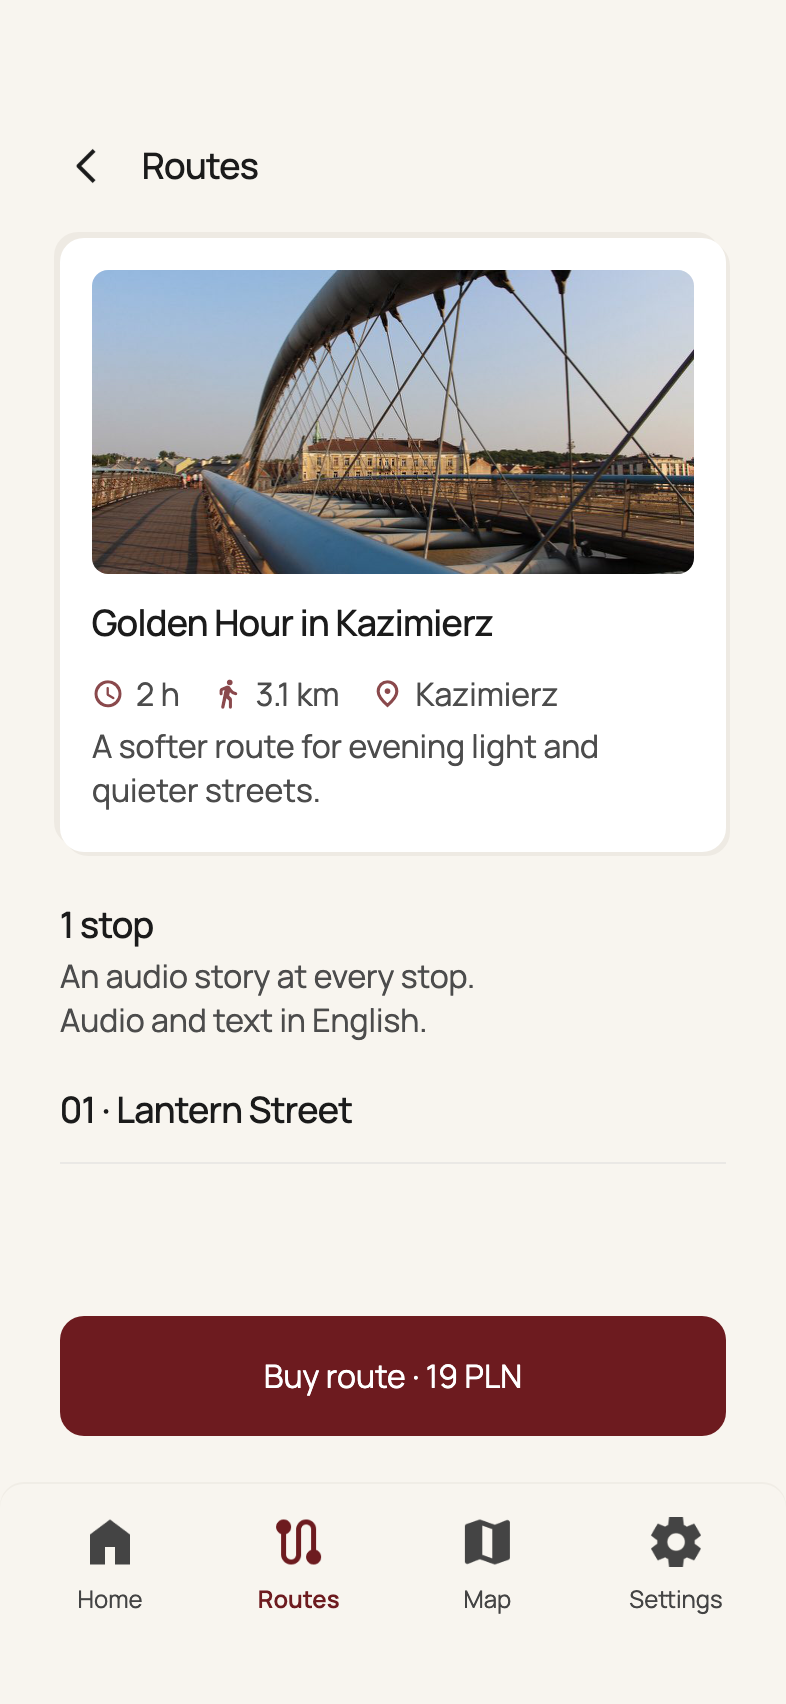 Routes
Golden Hour in Kazimierz
2 h 3.1 km Kazimierz
A softer route for evening light and
quieter streets.
1 stop
An audio story at every stop.
Audio and text in English.
01 · Lantern Street
Buy route · 19 PLN
Home Routes Map Settings